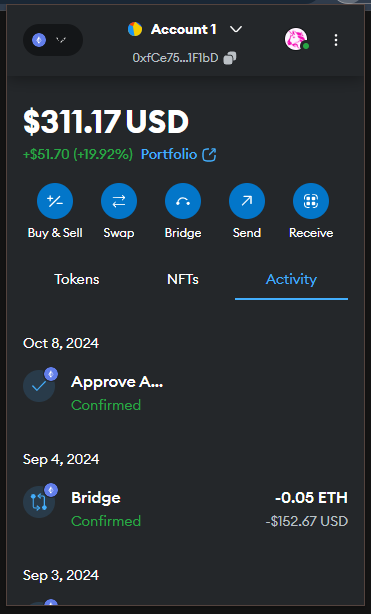 Account 1
0xfCe75...1F1bD
$311.17 USD
+$51.70 (+19.92%) Portfolio
Buy & Sell Swap Bridge Send Receive
Tokens NFTs Activity
Oct 8, 2024
Approve A...
Confirmed
Sep 4, 2024
Bridge -0.05 ETH
Confirmed -$152.67 USD
Sep 3, 2024